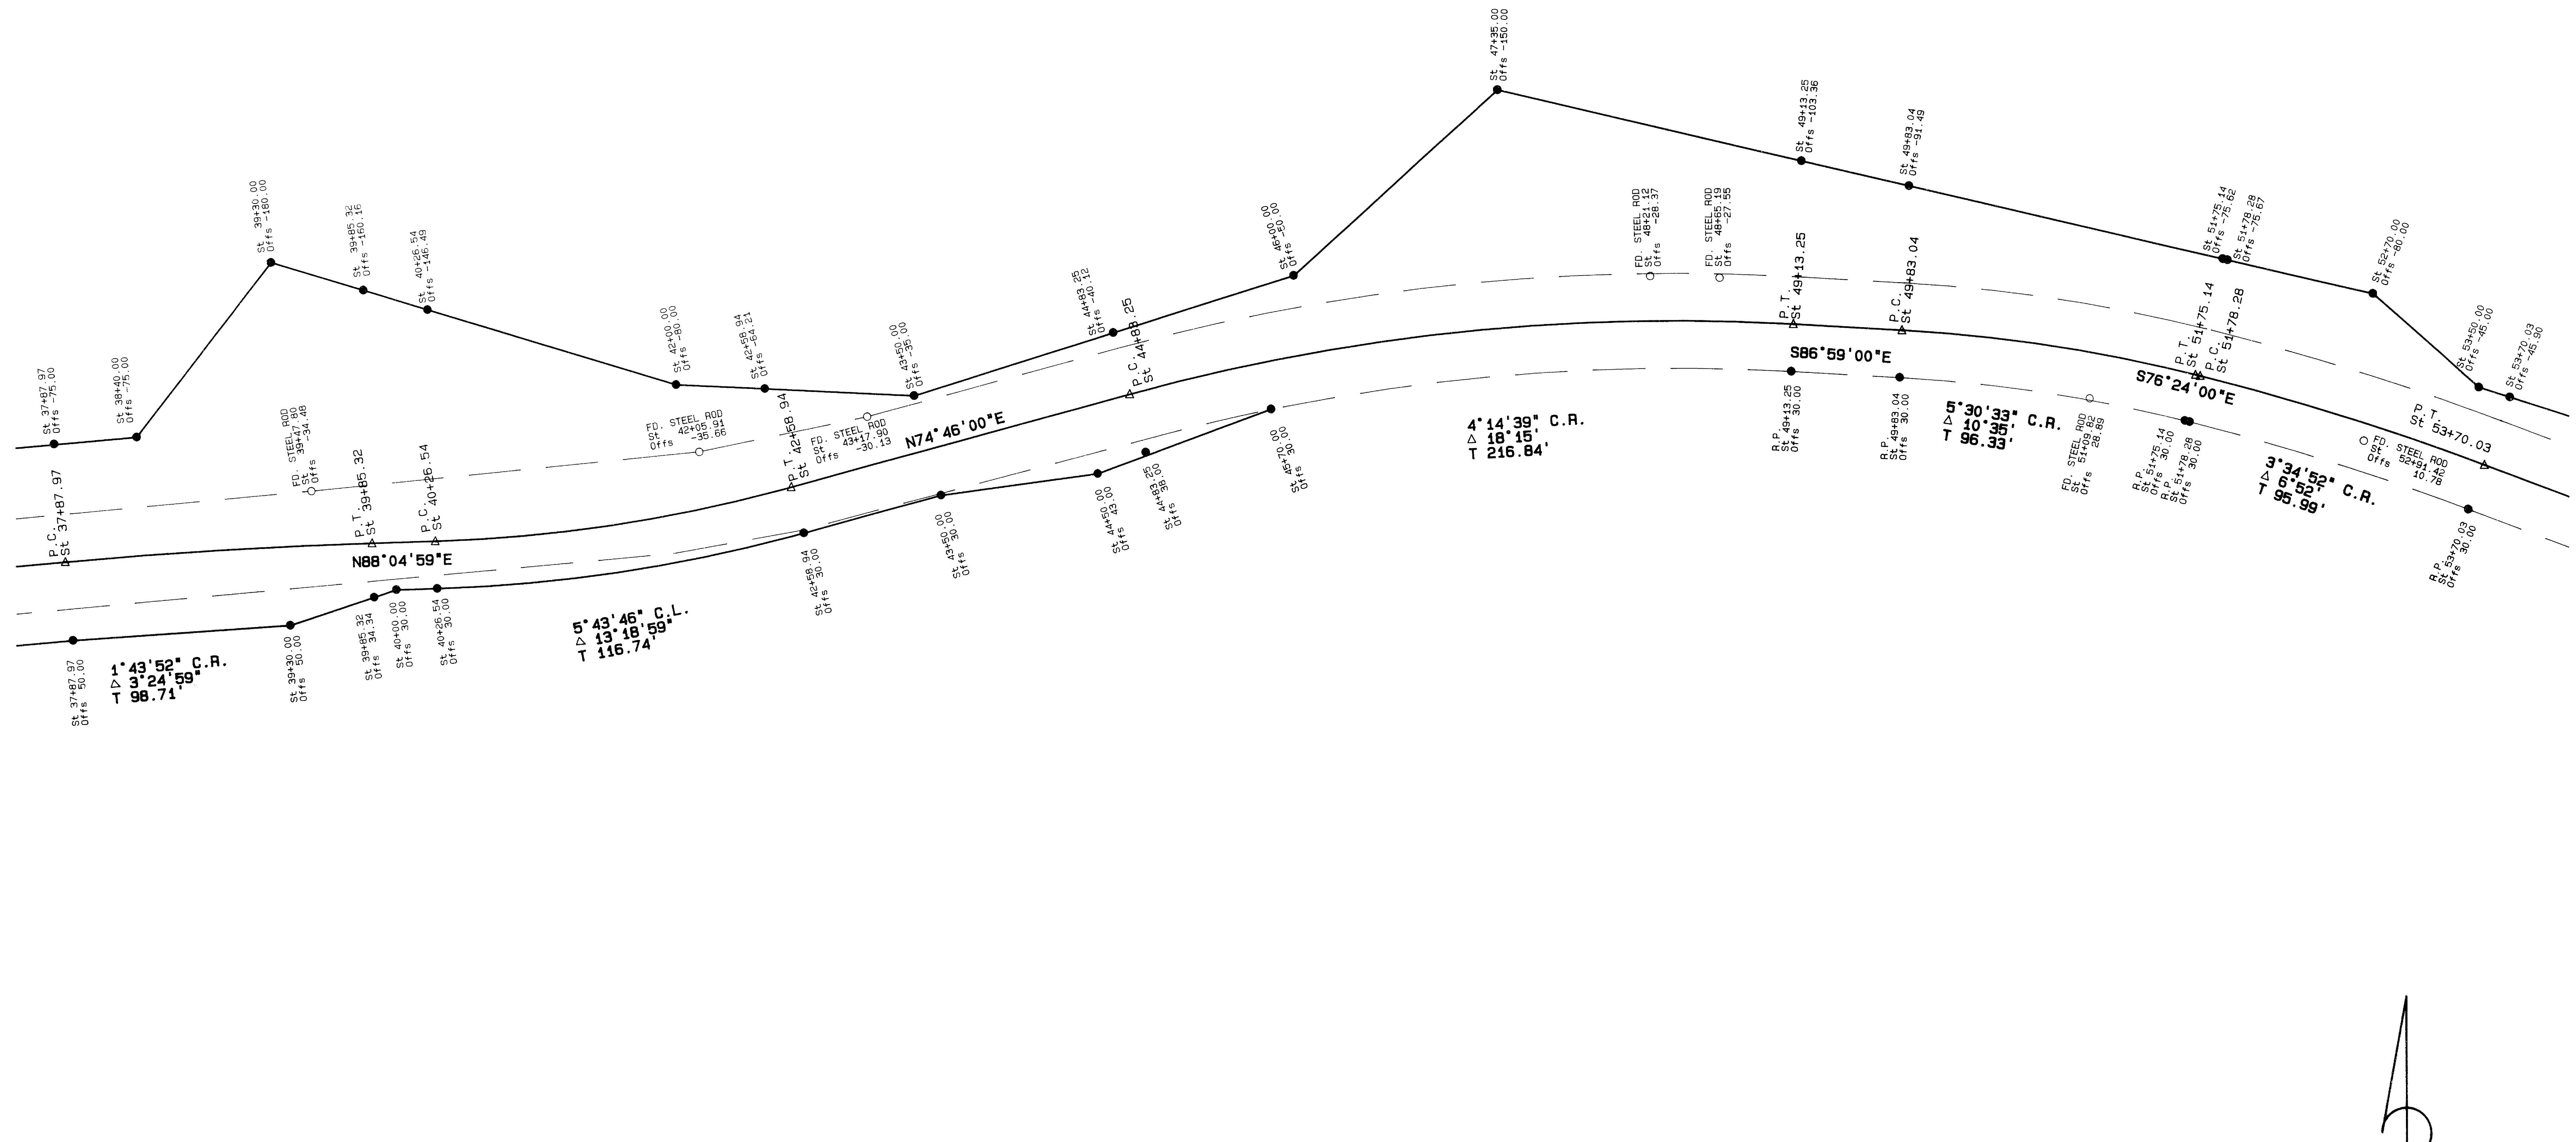 St 37+87.97
Offs -75.00
St 38+40.00
Offs -75.00
St 39+30.00
Offs -180.00
St 39+85.32
Offs -160.16
St 40+26.54
Offs -146.49
St 42+00.00
Offs -80.00
St 42+58.94
Offs -64.21
St 43+50.00
Offs -35.00
St 44+83.25
Offs -40.12
St 46+00.00
Offs -50.00
St 47+35.00
Offs -150.00
St 49+13.25
Offs -103.36
St 49+83.04
Offs -91.49
St 51+75.14
Offs -75.62
St 51+78.28
Offs -75.67
St 52+70.00
Offs -80.00
St 53+50.00
Offs -45.00
St 53+70.03
Offs -45.90
FD. STEEL ROD
St 39+47.80
Offs -34.48
FD. STEEL ROD
St 42+05.91
Offs -35.66
FD. STEEL ROD
St 43+17.90
Offs -30.13
FD. STEEL ROD
St 48+21.12
Offs -28.37
FD. STEEL ROD
St 48+65.19
Offs -27.55
P.C.
St 37+87.97
P.T.
St 39+85.32
P.C.
St 40+26.54
P.T.
St 42+58.94
P.C.
St 44+83.25
P.T.
St 49+13.25
P.C.
St 49+83.04
P.T.
St 51+75.14
P.C.
St 51+78.28
P.T.
St 53+70.03
N88°04'59"E
N74°46'00"E
S86°59'00"E
S76°24'00"E
1°43'52" C.R.
Δ 3°24'59"
T 98.71'
5°43'46" C.L.
Δ 13°18'59"
T 116.74'
4°14'39" C.R.
Δ 18°15'
T 216.84'
5°30'33" C.R.
Δ 10°35'
T 96.33'
3°34'52" C.R.
Δ 6°52'
T 95.99'
St 37+87.97
Offs 50.00
St 39+30.00
Offs 50.00
St 39+85.32
Offs 34.34
St 40+00.00
Offs 30.00
St 40+26.54
Offs 30.00
St 42+58.94
Offs 30.00
St 43+50.00
Offs 30.00
St 44+50.00
Offs 43.00
St 44+83.25
Offs 38.00
St 45+70.00
Offs 30.00
R.P.
St 49+13.25
Offs 30.00
R.P.
St 49+83.04
Offs 30.00
FD. STEEL ROD
St 51+09.82
Offs 28.89
R.P.
St 51+75.14
Offs 30.00
R.P.
St 51+78.28
Offs 30.00
FD. STEEL ROD
St 52+91.42
Offs 10.78
R.P.
St 53+70.03
Offs 30.00